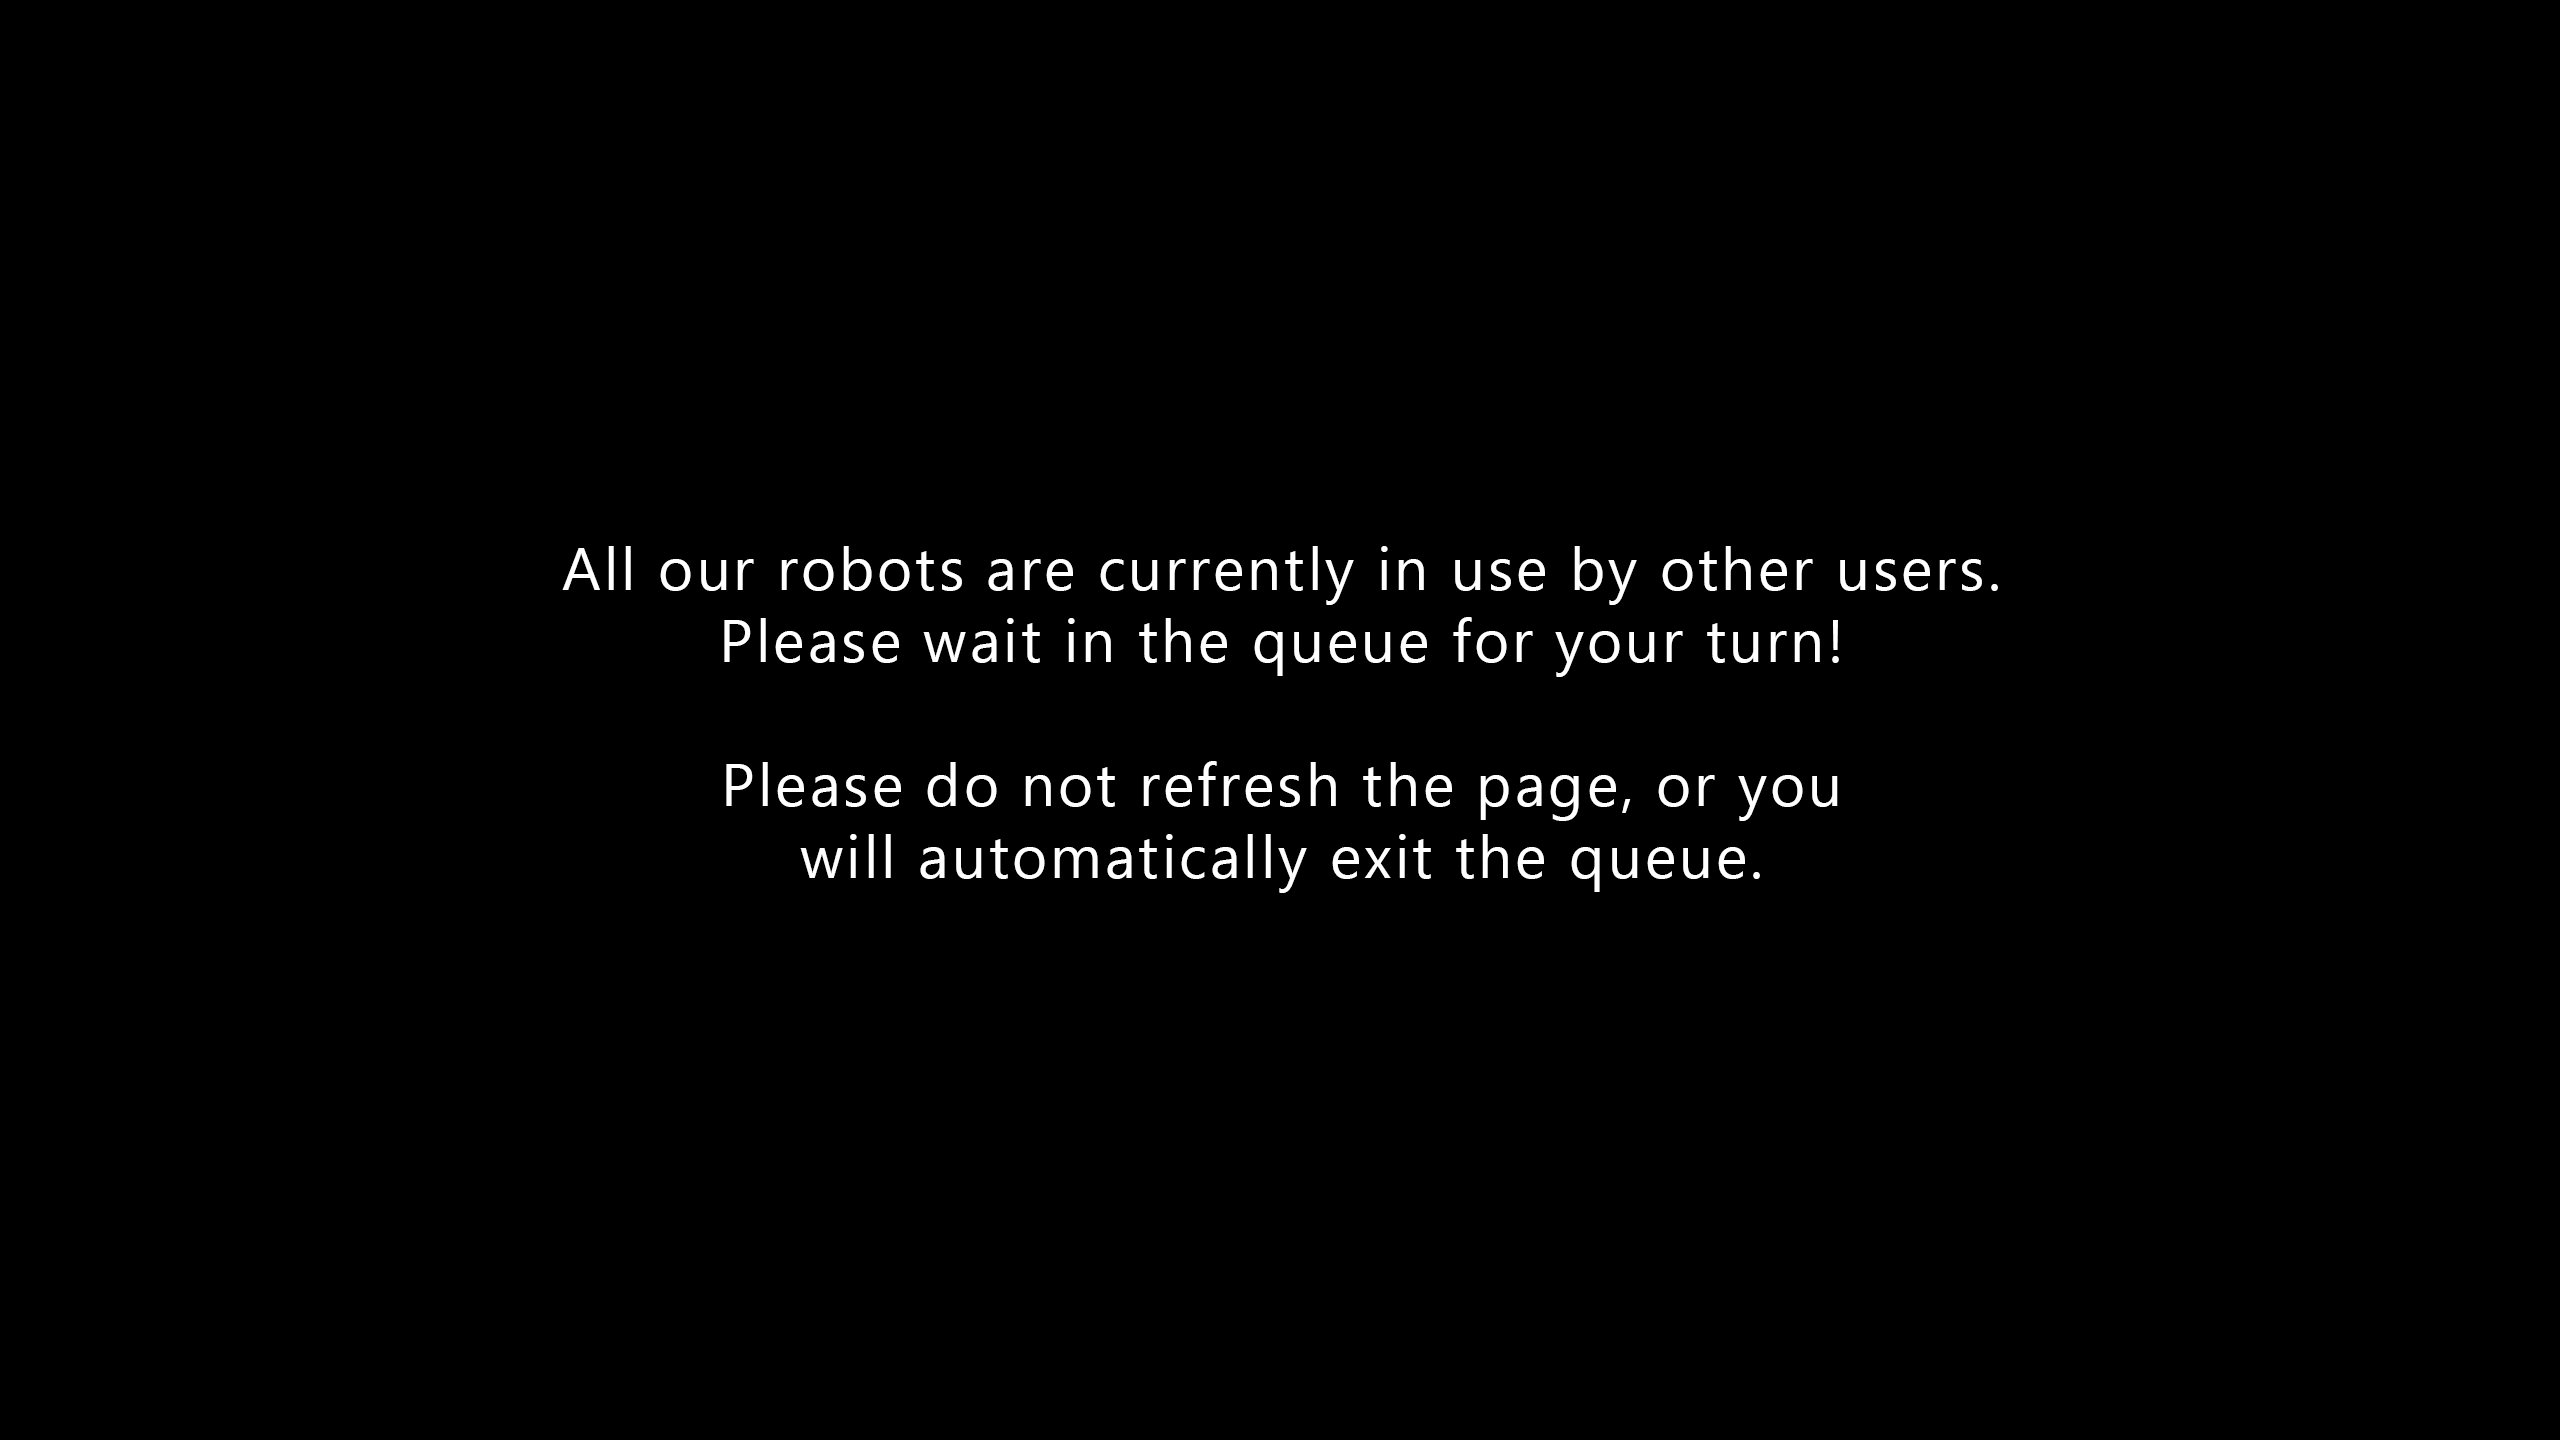 All our robots are currently in use by other users.
Please wait in the queue for your turn!
Please do not refresh the page, or you
will automatically exit the queue.